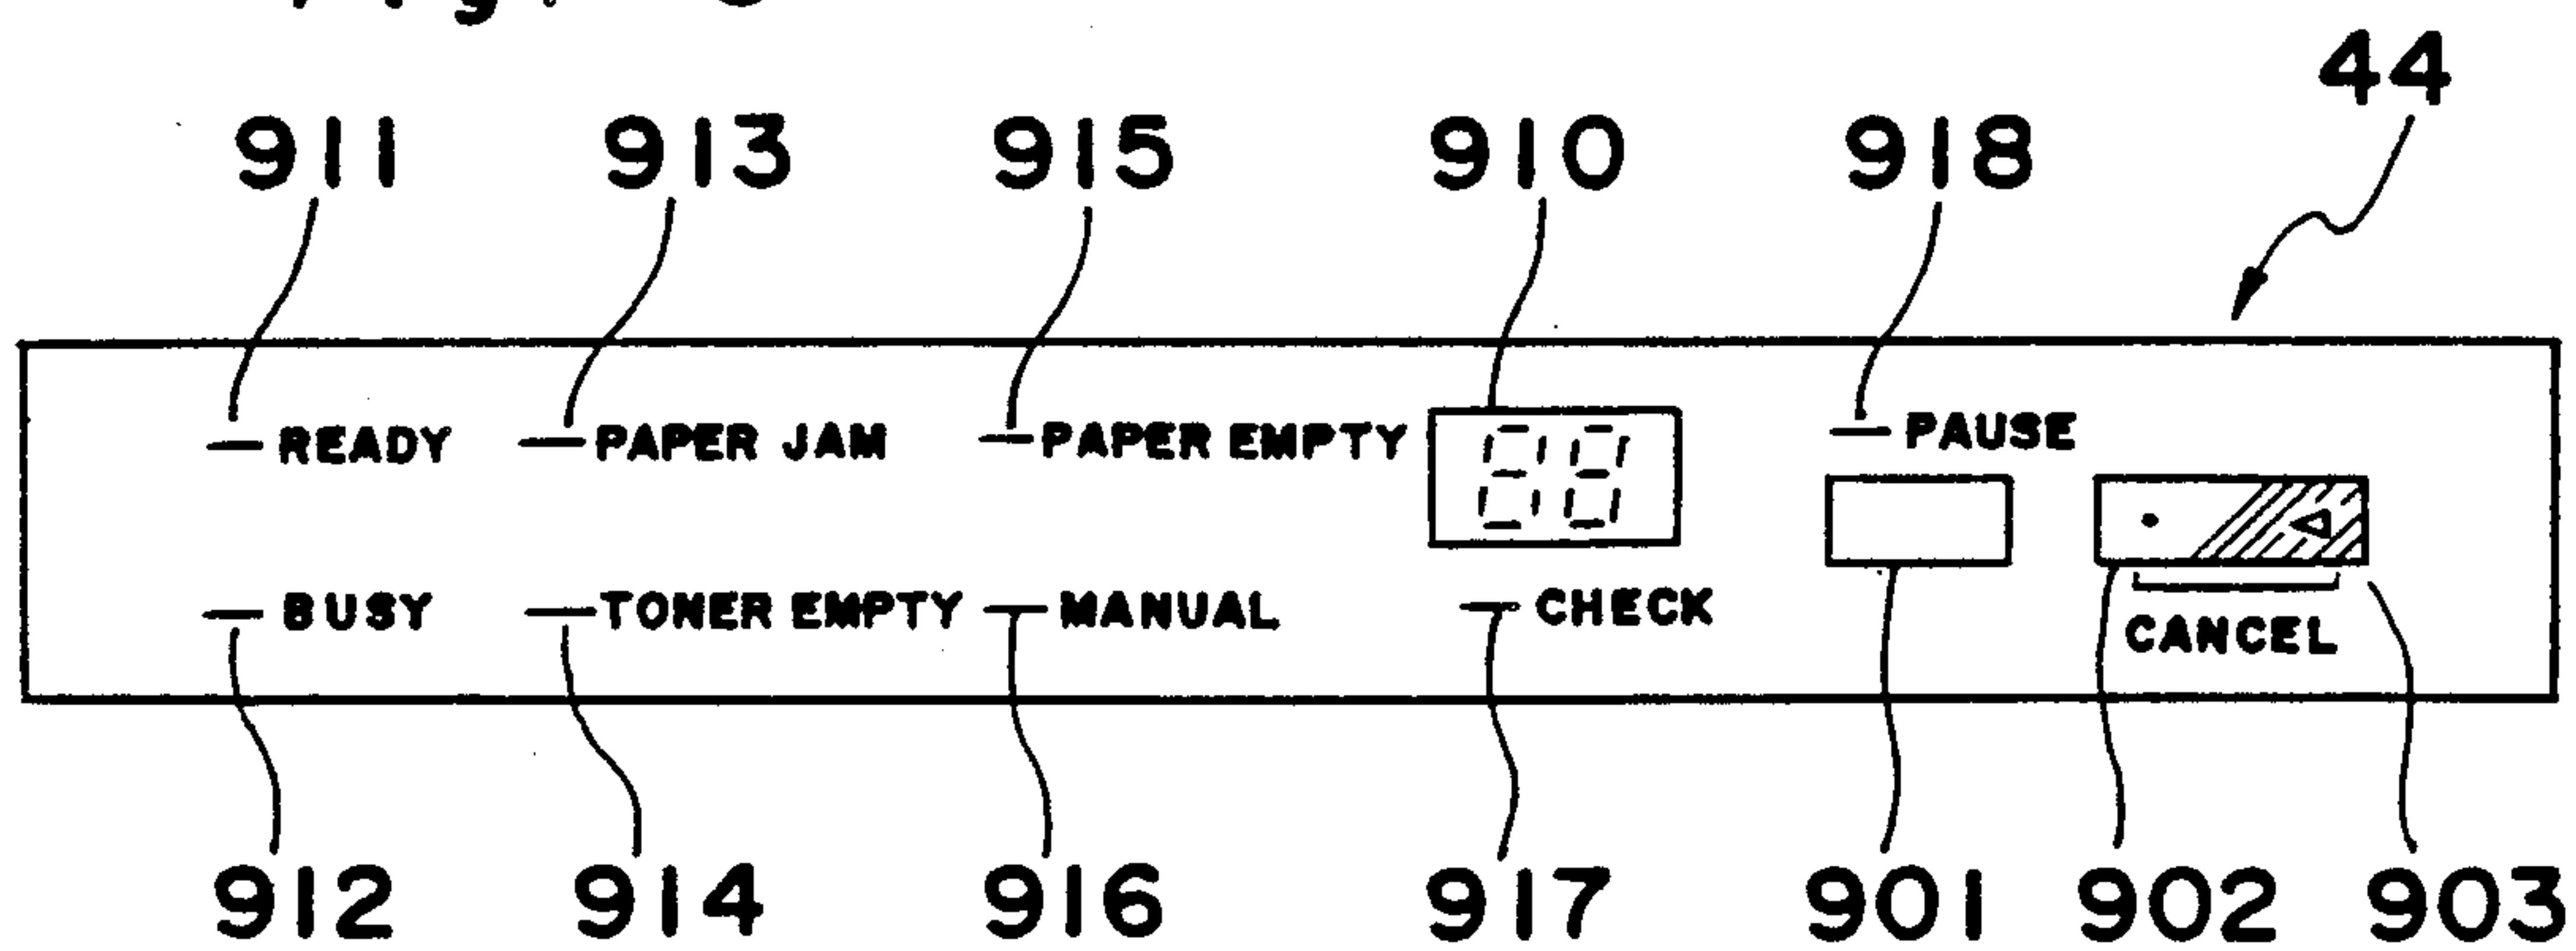 44
911 913 915 910 918
READY PAPER JAM PAPER EMPTY 88 PAUSE
BUSY TONER EMPTY MANUAL CHECK CANCEL
912 914 916 917 901 902 903